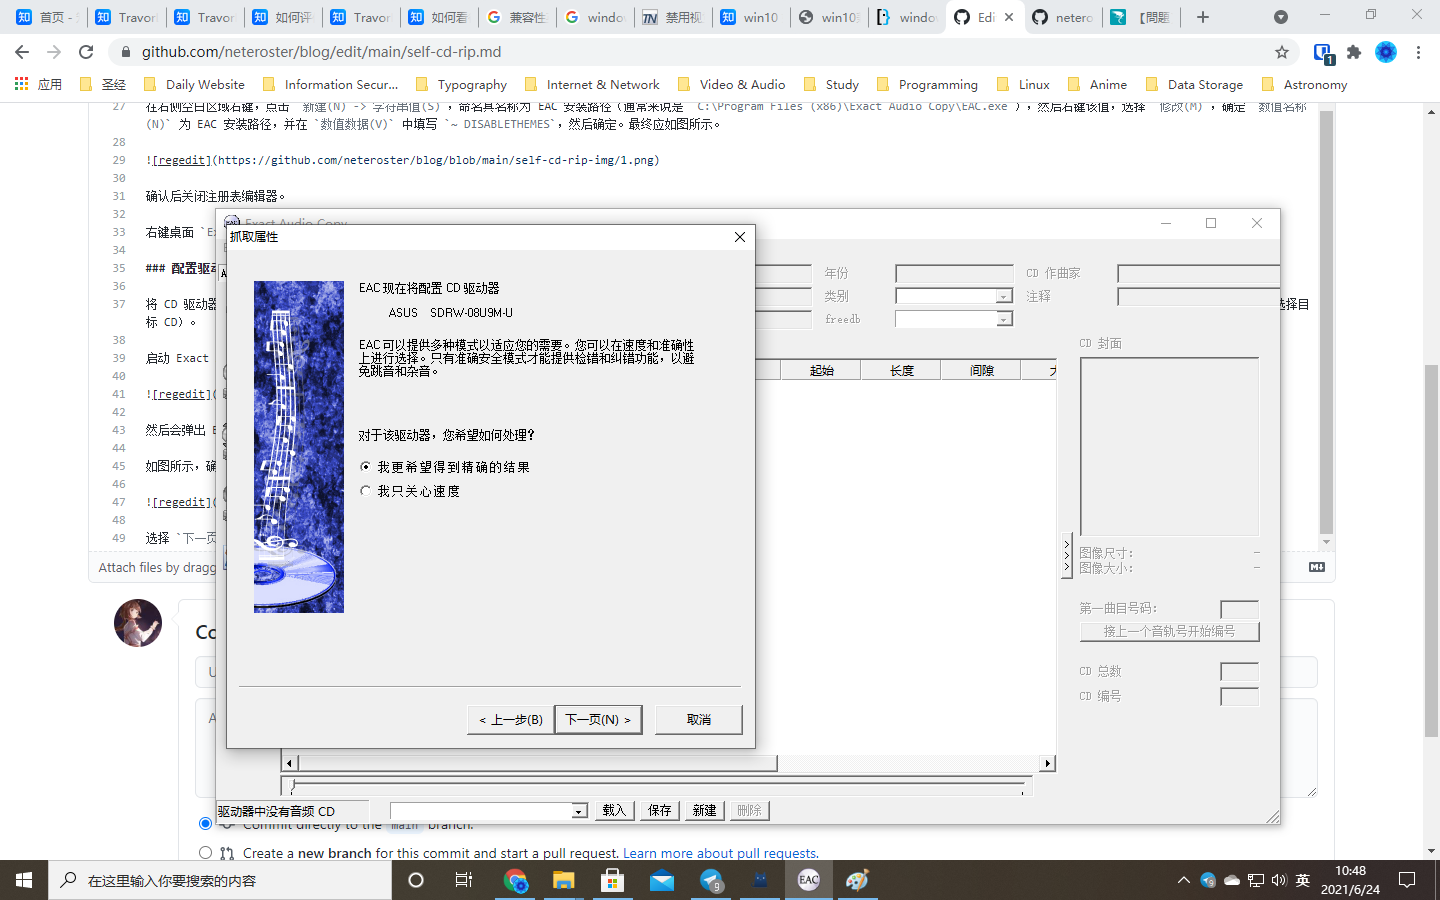 首页 -
Travor
Travor
如何评
Travor
如何看
兼容性
window
禁用视
win10
win10
window
Edi
neteros
【問題
github.com/neteroster/blog/edit/main/self-cd-rip.md
1
应用
圣经
Daily Website
Information Secur...
Typography
Internet & Network
Video & Audio
Study
Programming
Linux
Anime
Data Storage
Astronomy
27 在右侧空白区域右键，点击 `新建(N) -> 字符串值(S)`，命名其名称为 EAC 安装路径（通常来说是 `C:\Program Files (x86)\Exact Audio Copy\EAC.exe`），然后右键该值，选择 `修改(M)`，确定 `数值名称
(N)` 为 EAC 安装路径，并在 `数值数据(V)` 中填写 `~ DISABLETHEMES`，然后确定。最终应如图所示。
28
29 ![regedit](https://github.com/neteroster/blog/blob/main/self-cd-rip-img/1.png)
30
31 确认后关闭注册表编辑器。
32
33 右键桌面 `Ex
34
35 ### 配置驱动
36
37 将 CD 驱动器
选择目
标 CD）。
38
39 启动 Exact
40
41 ![regedit](
42
43 然后会弹出 E
44
45 如图所示，确
46
47 ![regedit](
48
49 选择 `下一页
Attach files by dragg
Co
Commit directly to the main branch.
Create a new branch for this commit and start a pull request. Learn more about pull requests.
Exact Audio Copy
年份
CD 作曲家
类别
注释
freedb
起始
长度
间隙
大
CD 封面
图像尺寸: –
图像大小: –
第一曲目号码:
接上一个音轨号开始编号
CD 总数
CD 编号
驱动器中没有音频 CD
载入
保存
新建
删除
抓取属性
EAC 现在将配置 CD 驱动器
ASUS SDRW-08U9M-U
EAC 可以提供多种模式以适应您的需要。您可以在速度和准确性
上进行选择。只有准确安全模式才能提供检错和纠错功能，以避
免跳音和杂音。
对于该驱动器，您希望如何处理?
我更希望得到精确的结果
我只关心速度
< 上一步(B)
下一页(N) >
取消
在这里输入你要搜索的内容
9
EAC
9
英
10:48
2021/6/24